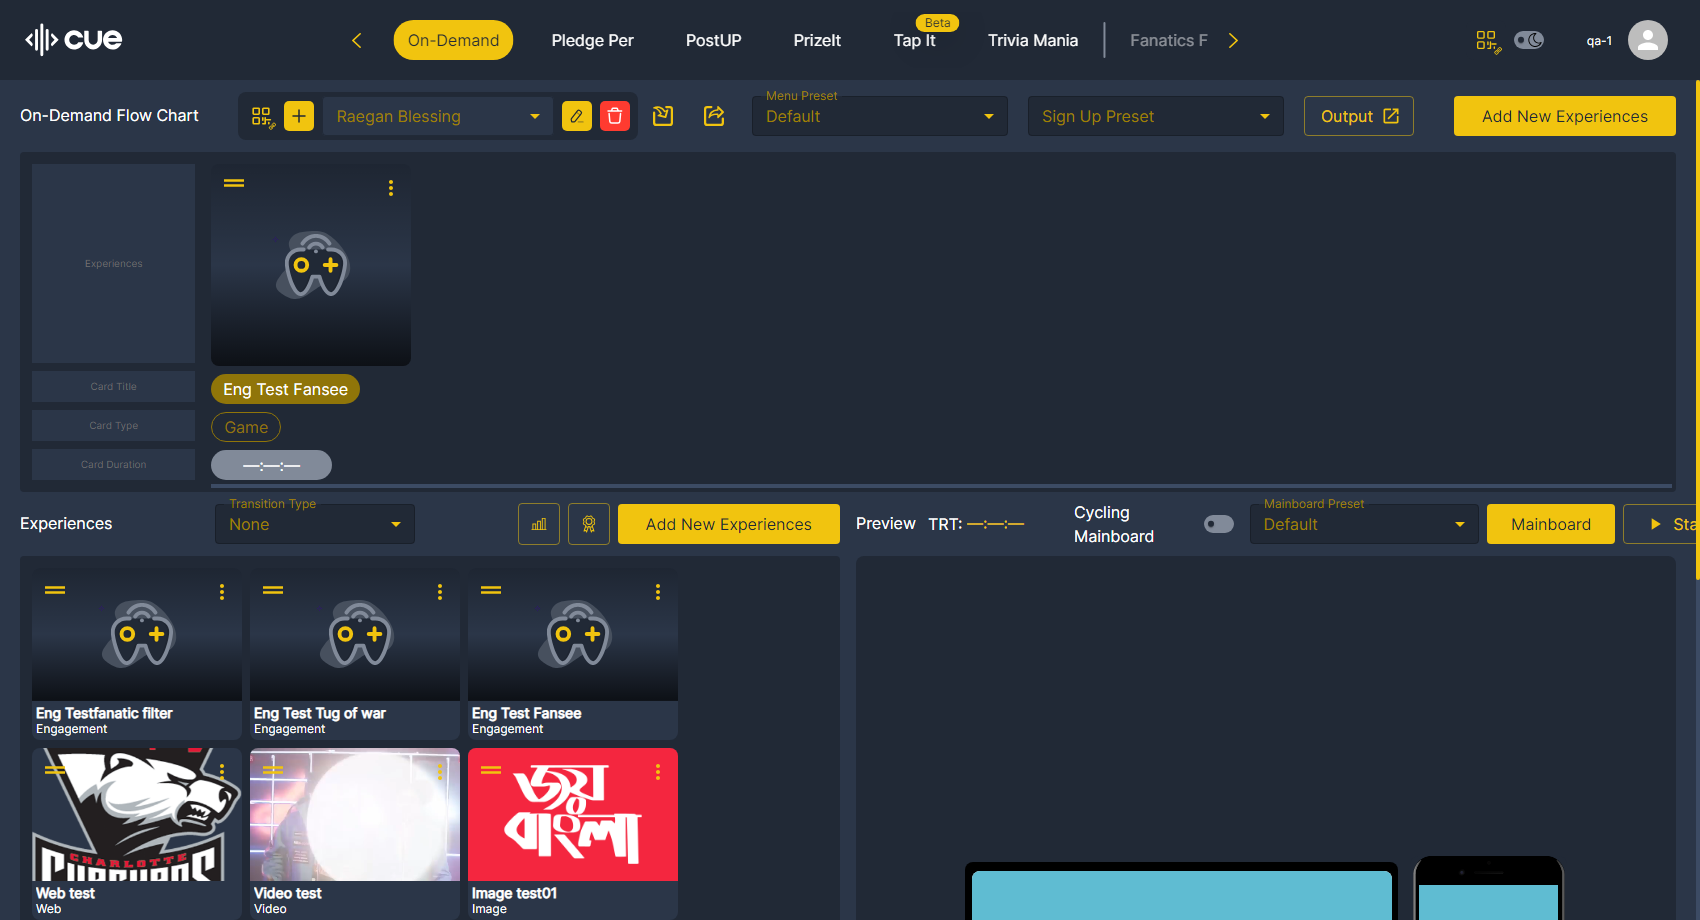 cue
On-Demand
Pledge Per
PostUP
PrizeIt
Tap It
Beta
Trivia Mania
Fanatics F
qa-1
On-Demand Flow Chart
Raegan Blessing
Menu Preset
Default
Sign Up Preset
Output
Add New Experiences
Experiences
Card Title
Eng Test Fansee
Card Type
Game
Card Duration
—:—:—
Experiences
Transition Type
None
Add New Experiences
Preview
TRT: —:—:—
Cycling
Mainboard
Mainboard Preset
Default
Mainboard
Sta
Eng Testfanatic filter
Engagement
Eng Test Tug of war
Engagement
Eng Test Fansee
Engagement
CHARLOTTE
জয়
বাংলা
Web test
Web
Video test
Video
Image test01
Image